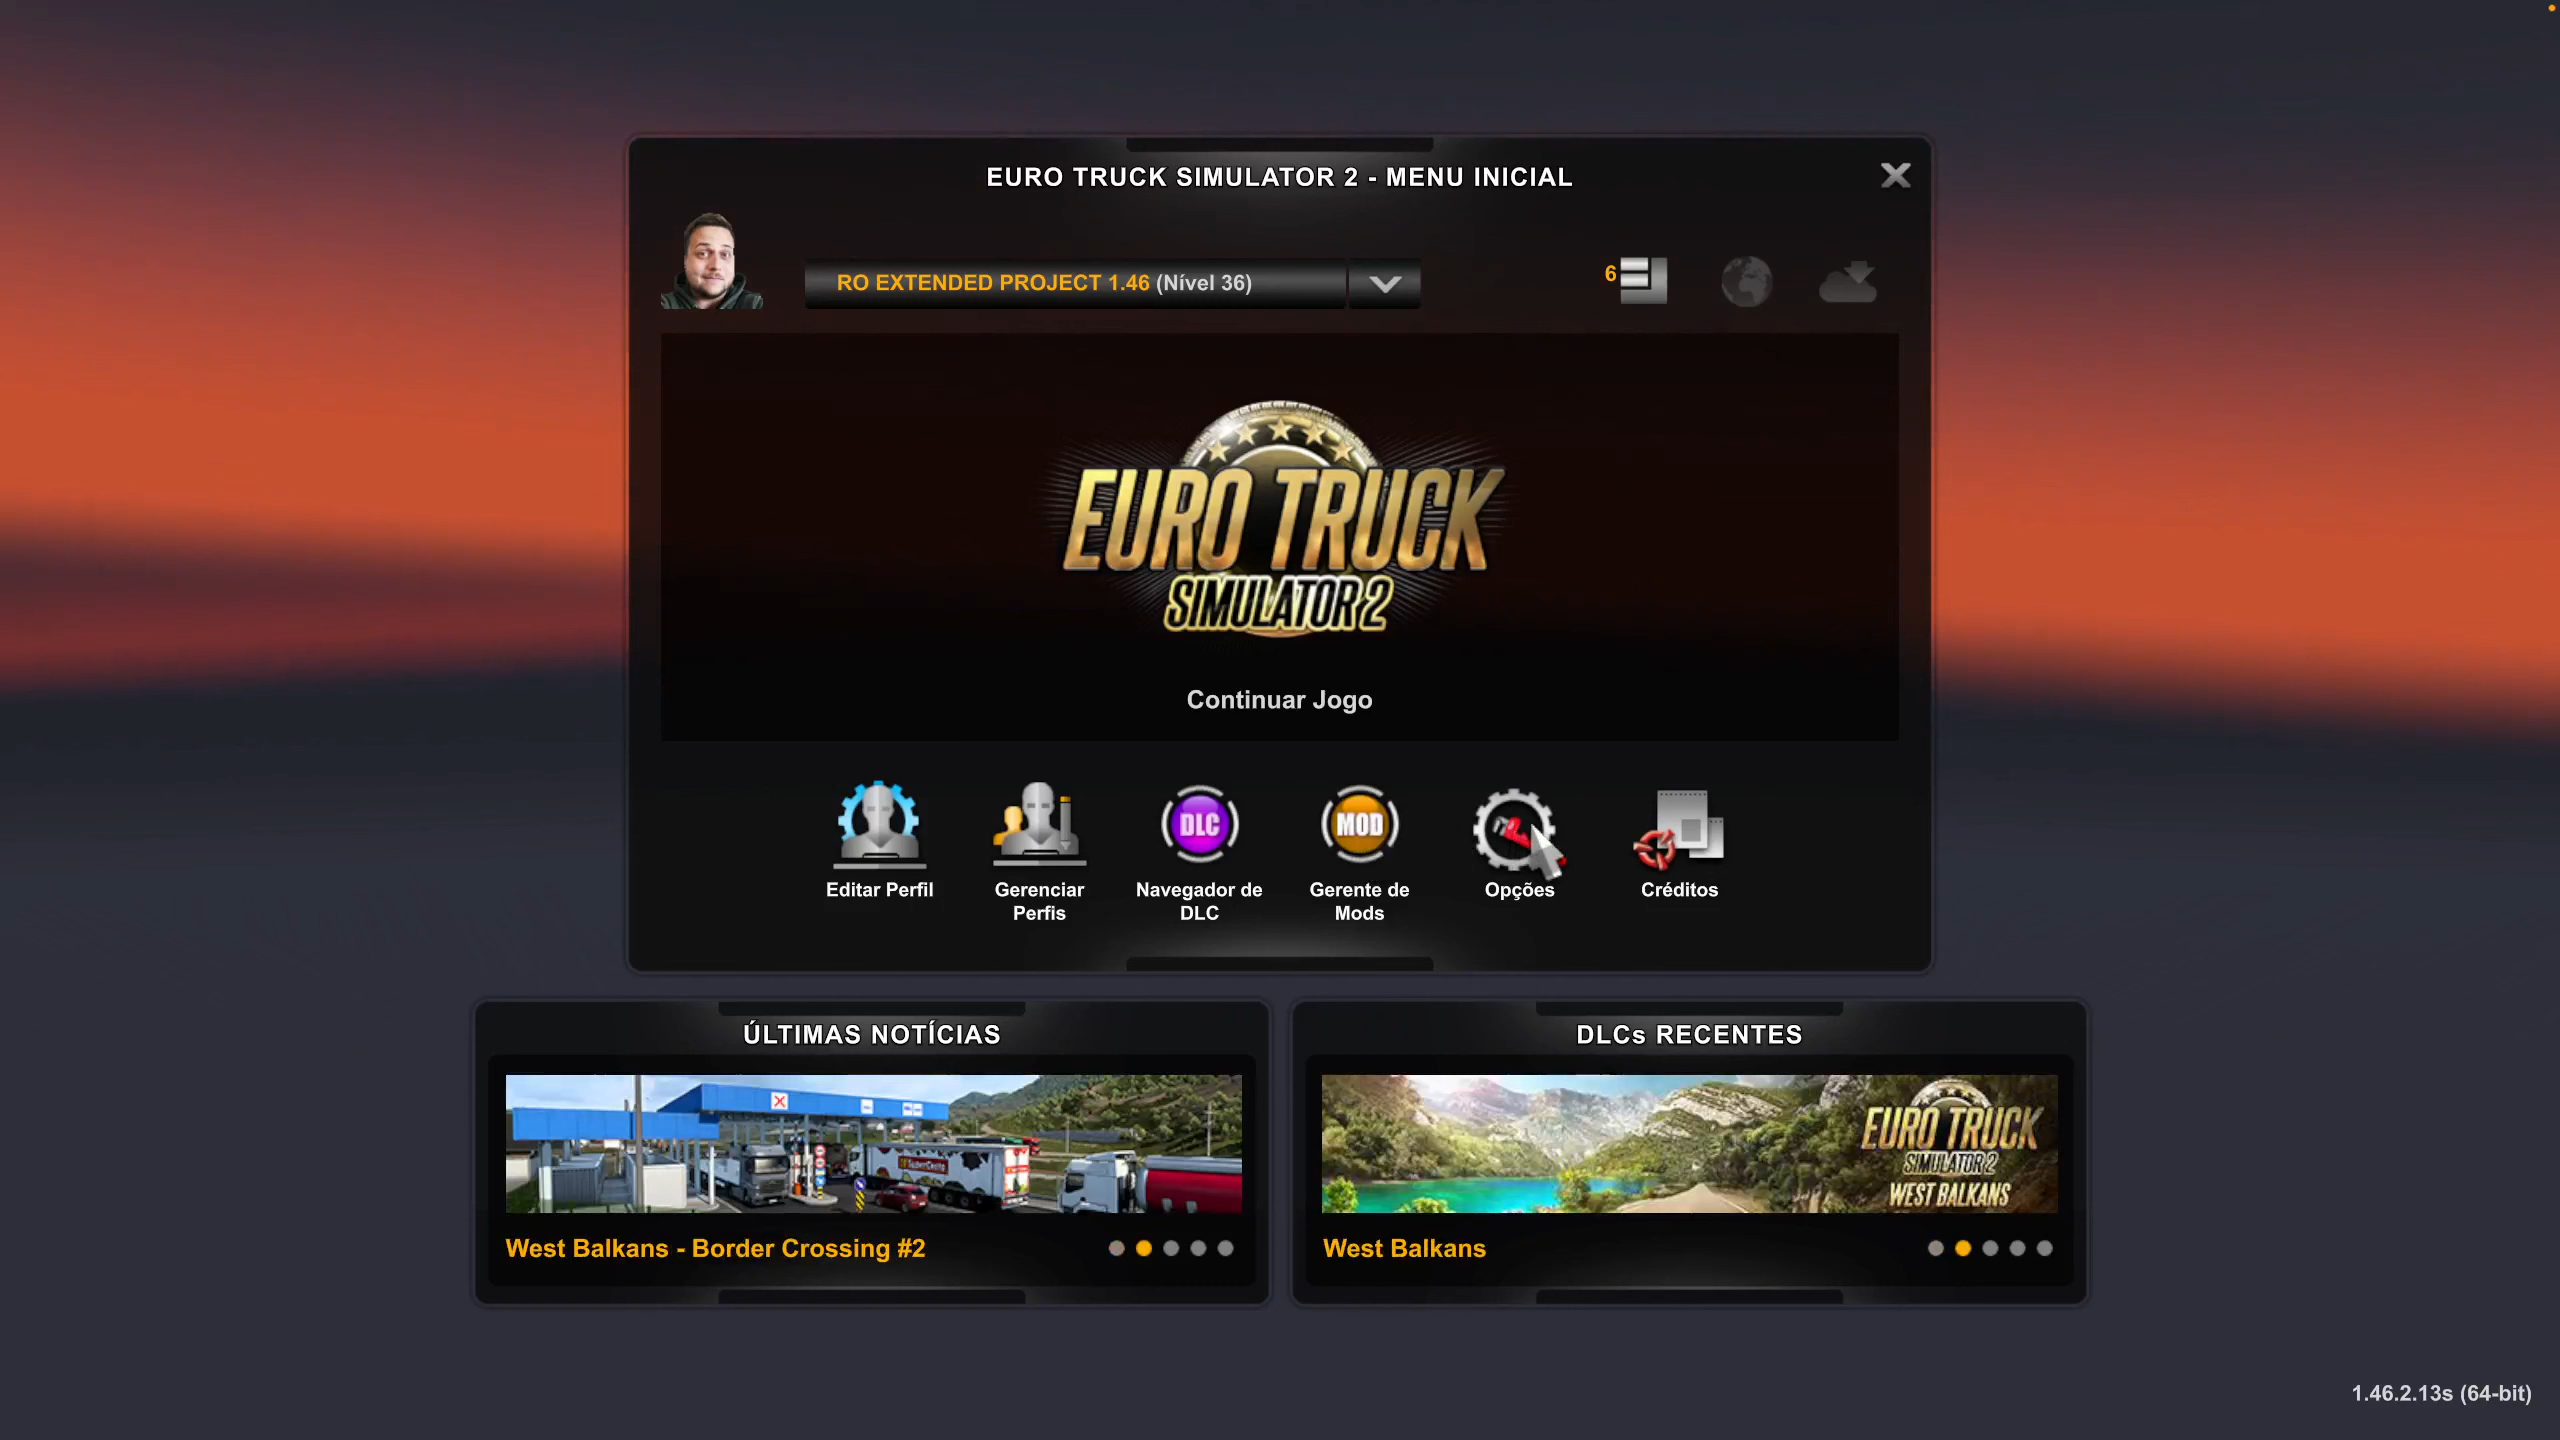 EURO TRUCK SIMULATOR 2 - MENU INICIAL
RO EXTENDED PROJECT 1.46 (Nível 36)
6
EURO TRUCK
SIMULATOR 2
Continuar Jogo
DLC
MOD
Editar Perfil
Gerenciar
Perfis
Navegador de
DLC
Gerente de
Mods
Opções
Créditos
ÚLTIMAS NOTÍCIAS
West Balkans - Border Crossing #2
DLCs RECENTES
EURO TRUCK
SIMULATOR 2
WEST BALKANS
West Balkans
1.46.2.13s (64-bit)